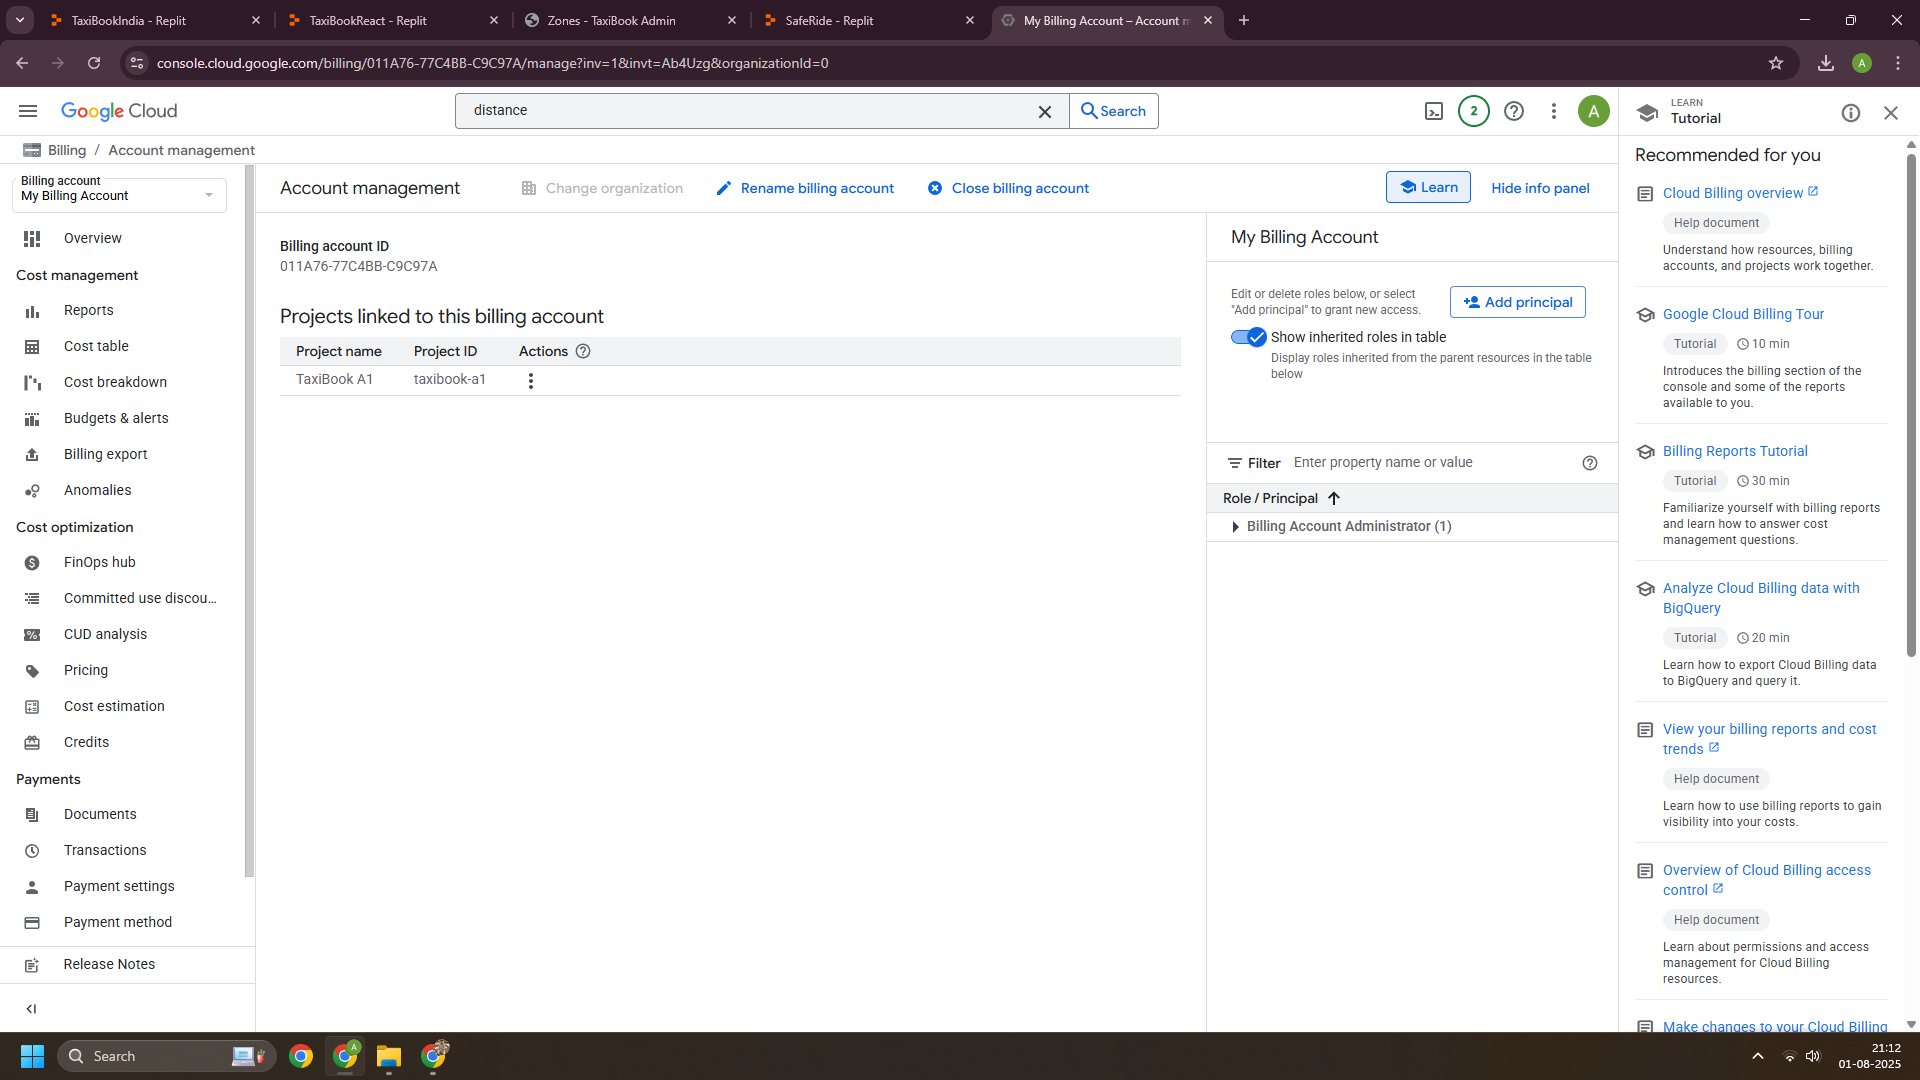 TaxiBookIndia - Replit
TaxiBookReact - Replit
Zones - TaxiBook Admin
SafeRide - Replit
My Billing Account – Account m
console.cloud.google.com/billing/011A76-77C4BB-C9C97A/manage?inv=1&invt=Ab4Uzg&organizationId=0
A
Google Cloud
distance
Search
2
A
LEARN
Tutorial
Billing / Account management
Billing account
My Billing Account
Overview
Cost management
Reports
Cost table
Cost breakdown
Budgets & alerts
Billing export
Anomalies
Cost optimization
FinOps hub
Committed use discou...
CUD analysis
Pricing
Cost estimation
Credits
Payments
Documents
Transactions
Payment settings
Payment method
Release Notes
Account management
Change organization
Rename billing account
Close billing account
Learn
Hide info panel
Billing account ID
011A76-77C4BB-C9C97A
Projects linked to this billing account
Project name Project ID Actions
TaxiBook A1 taxibook-a1
My Billing Account
Edit or delete roles below, or select
"Add principal" to grant new access.
Add principal
Show inherited roles in table
Display roles inherited from the parent resources in the table
below
Filter Enter property name or value
Role / Principal
Billing Account Administrator (1)
Recommended for you
Cloud Billing overview
Help document
Understand how resources, billing
accounts, and projects work together.
Google Cloud Billing Tour
Tutorial 10 min
Introduces the billing section of the
console and some of the reports
available to you.
Billing Reports Tutorial
Tutorial 30 min
Familiarize yourself with billing reports
and learn how to answer cost
management questions.
Analyze Cloud Billing data with
BigQuery
Tutorial 20 min
Learn how to export Cloud Billing data
to BigQuery and query it.
View your billing reports and cost
trends
Help document
Learn how to use billing reports to gain
visibility into your costs.
Overview of Cloud Billing access
control
Help document
Learn about permissions and access
management for Cloud Billing
resources.
Make changes to your Cloud Billing
Search
A
21:12
01-08-2025